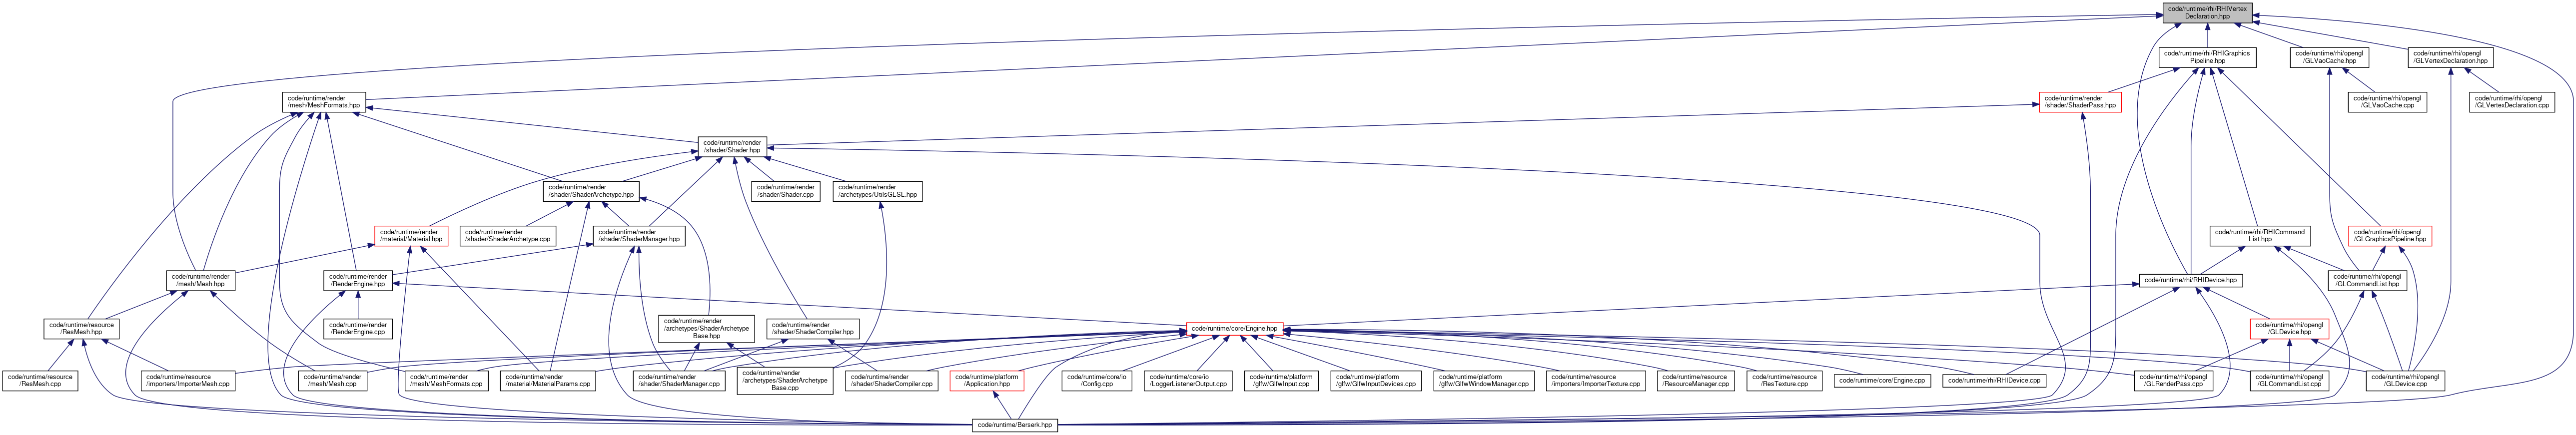 code/runtime/rhi/RHIVertex
Declaration.hpp
code/runtime/rhi/RHIGraphics
Pipeline.hpp
code/runtime/rhi/opengl
/GLVaoCache.hpp
code/runtime/rhi/opengl
/GLVertexDeclaration.hpp
code/runtime/render
/mesh/MeshFormats.hpp
code/runtime/render
/shader/ShaderPass.hpp
code/runtime/rhi/opengl
/GLVaoCache.cpp
code/runtime/rhi/opengl
/GLVertexDeclaration.cpp
code/runtime/render
/shader/Shader.hpp
code/runtime/render
/shader/ShaderArchetype.hpp
code/runtime/render
/shader/Shader.cpp
code/runtime/render
/archetypes/UtilsGLSL.hpp
code/runtime/render
/material/Material.hpp
code/runtime/render
/shader/ShaderArchetype.cpp
code/runtime/render
/shader/ShaderManager.hpp
code/runtime/rhi/RHICommand
List.hpp
code/runtime/rhi/opengl
/GLGraphicsPipeline.hpp
code/runtime/render
/mesh/Mesh.hpp
code/runtime/render
/RenderEngine.hpp
code/runtime/rhi/RHIDevice.hpp
code/runtime/rhi/opengl
/GLCommandList.hpp
code/runtime/resource
/ResMesh.hpp
code/runtime/render
/RenderEngine.cpp
code/runtime/render
/archetypes/ShaderArchetype
Base.hpp
code/runtime/render
/shader/ShaderCompiler.hpp
code/runtime/core/Engine.hpp
code/runtime/rhi/opengl
/GLDevice.hpp
code/runtime/resource
/ResMesh.cpp
code/runtime/resource
/importers/ImporterMesh.cpp
code/runtime/render
/mesh/Mesh.cpp
code/runtime/render
/mesh/MeshFormats.cpp
code/runtime/render
/material/MaterialParams.cpp
code/runtime/render
/shader/ShaderManager.cpp
code/runtime/render
/archetypes/ShaderArchetype
Base.cpp
code/runtime/render
/shader/ShaderCompiler.cpp
code/runtime/platform
/Application.hpp
code/runtime/core/io
/Config.cpp
code/runtime/core/io
/LoggerListenerOutput.cpp
code/runtime/platform
/glfw/GlfwInput.cpp
code/runtime/platform
/glfw/GlfwInputDevices.cpp
code/runtime/platform
/glfw/GlfwWindowManager.cpp
code/runtime/resource
/importers/ImporterTexture.cpp
code/runtime/resource
/ResourceManager.cpp
code/runtime/resource
/ResTexture.cpp
code/runtime/core/Engine.cpp
code/runtime/rhi/RHIDevice.cpp
code/runtime/rhi/opengl
/GLRenderPass.cpp
code/runtime/rhi/opengl
/GLCommandList.cpp
code/runtime/rhi/opengl
/GLDevice.cpp
code/runtime/Berserk.hpp